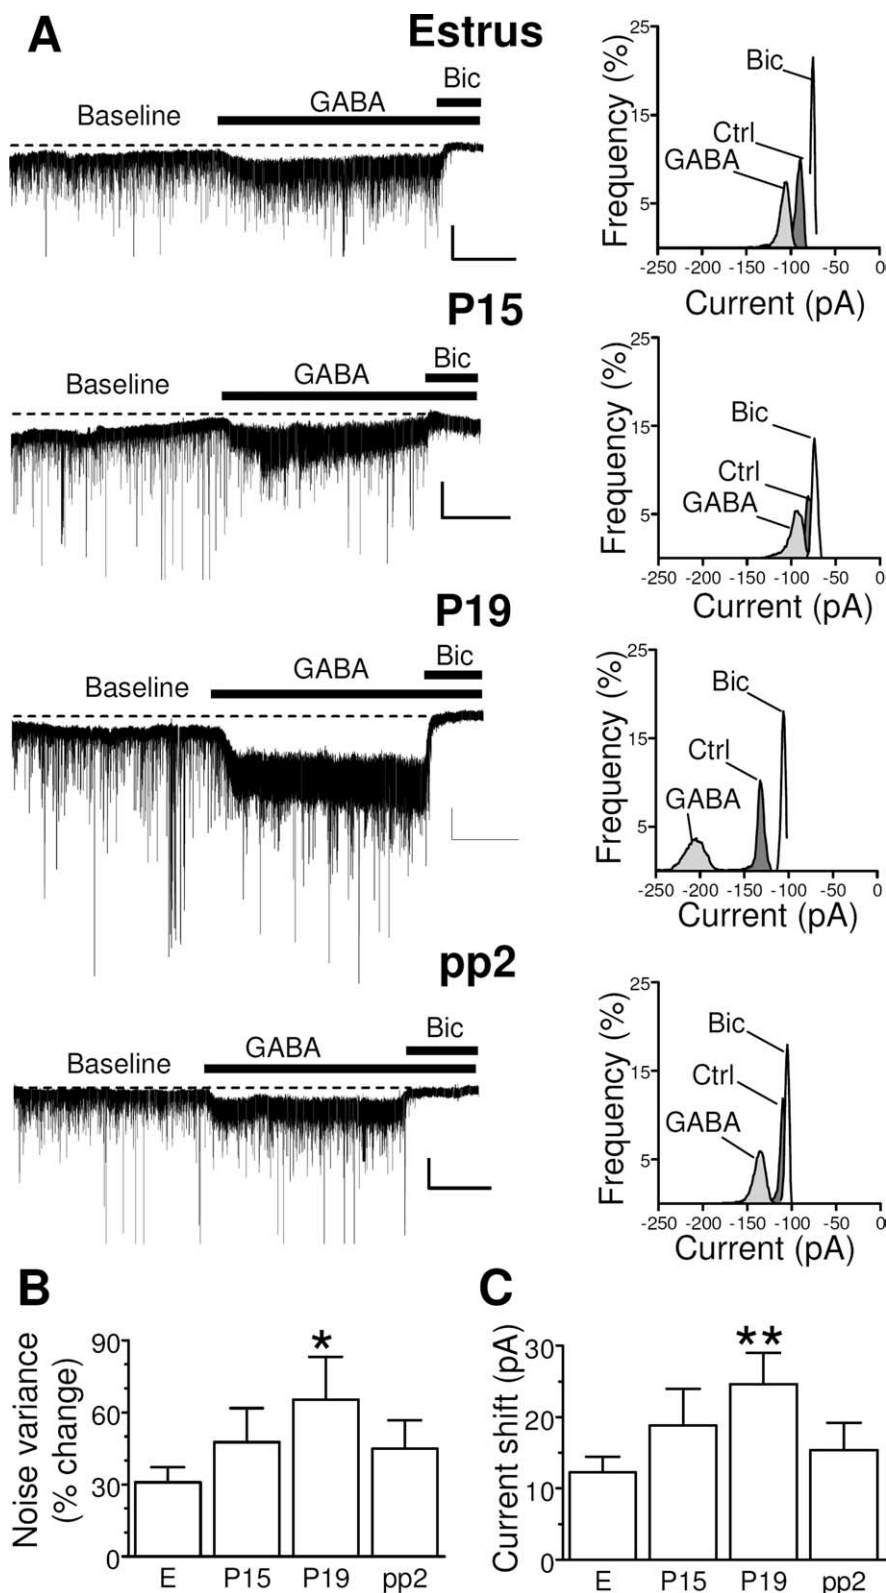 A
Estrus
Baseline
GABA
Bic
Frequency (%)
25
15
5
Bic
Ctrl
GABA
-250 -200 -150 -100 -50 0
Current (pA)
P15
Baseline
GABA
Bic
Frequency (%)
25
15
5
Bic
Ctrl
GABA
-250 -200 -150 -100 -50 0
Current (pA)
P19
Baseline
GABA
Bic
Frequency (%)
25
15
5
Bic
Ctrl
GABA
-250 -200 -150 -100 -50 0
Current (pA)
pp2
Baseline
GABA
Bic
Frequency (%)
25
15
5
Bic
Ctrl
GABA
-250 -200 -150 -100 -50 0
Current (pA)
B
Noise variance
(% change)
90
60
30
0
*
E P15 P19 pp2
C
Current shift (pA)
30
20
10
0
**
E P15 P19 pp2